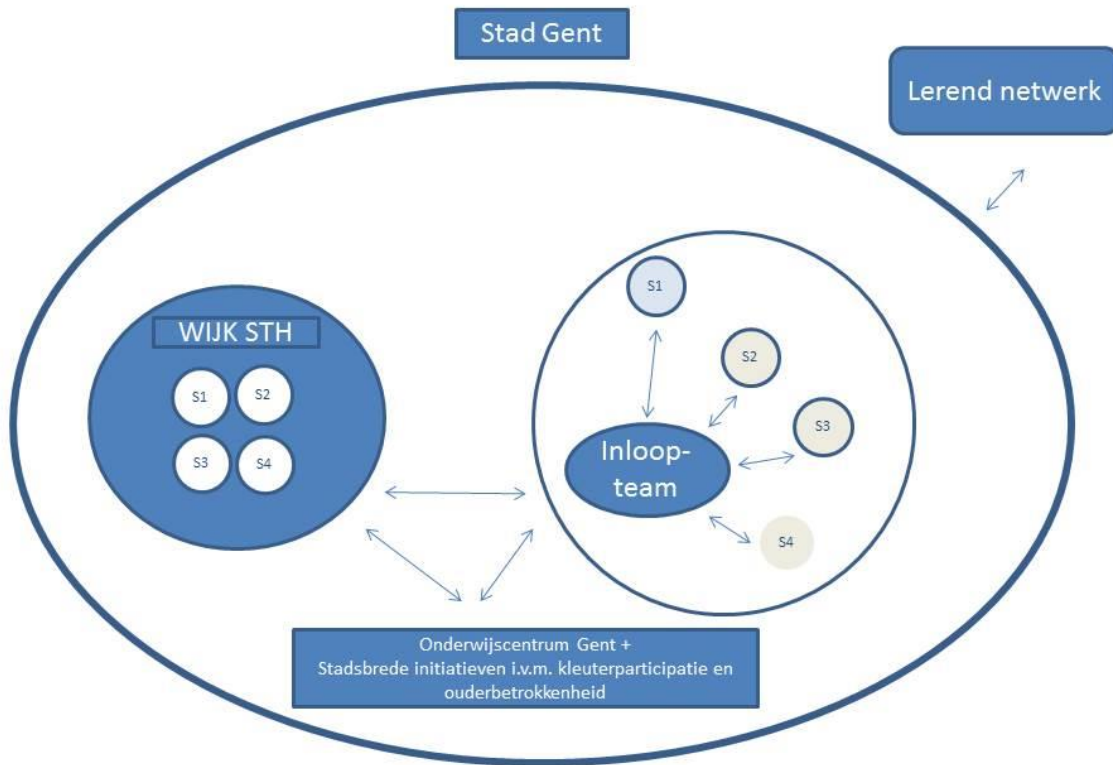 Stad Gent
Lerend netwerk
WIJK STH
S1
S2
S3
S4
S1
S2
S3
S4
Inloop-
team
Onderwijscentrum Gent +
Stadsbrede initiatieven i.v.m. kleuterparticipatie en
ouderbetrokkenheid